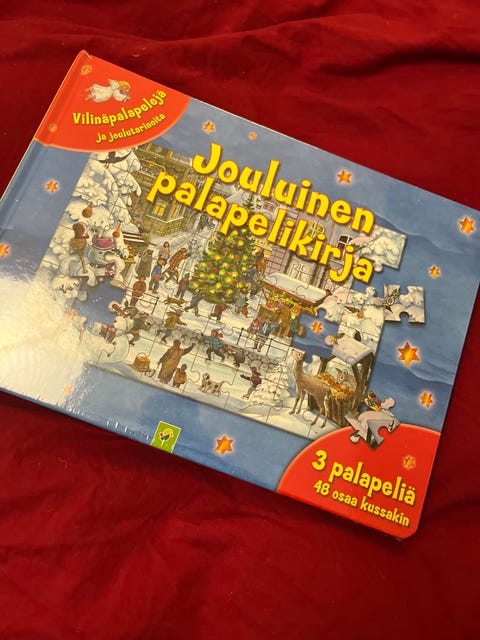 Vilinäpalapelejä
ja joulutarinoita
Jouluinen
palapelikirja
3 palapeliä
48 osaa kussakin